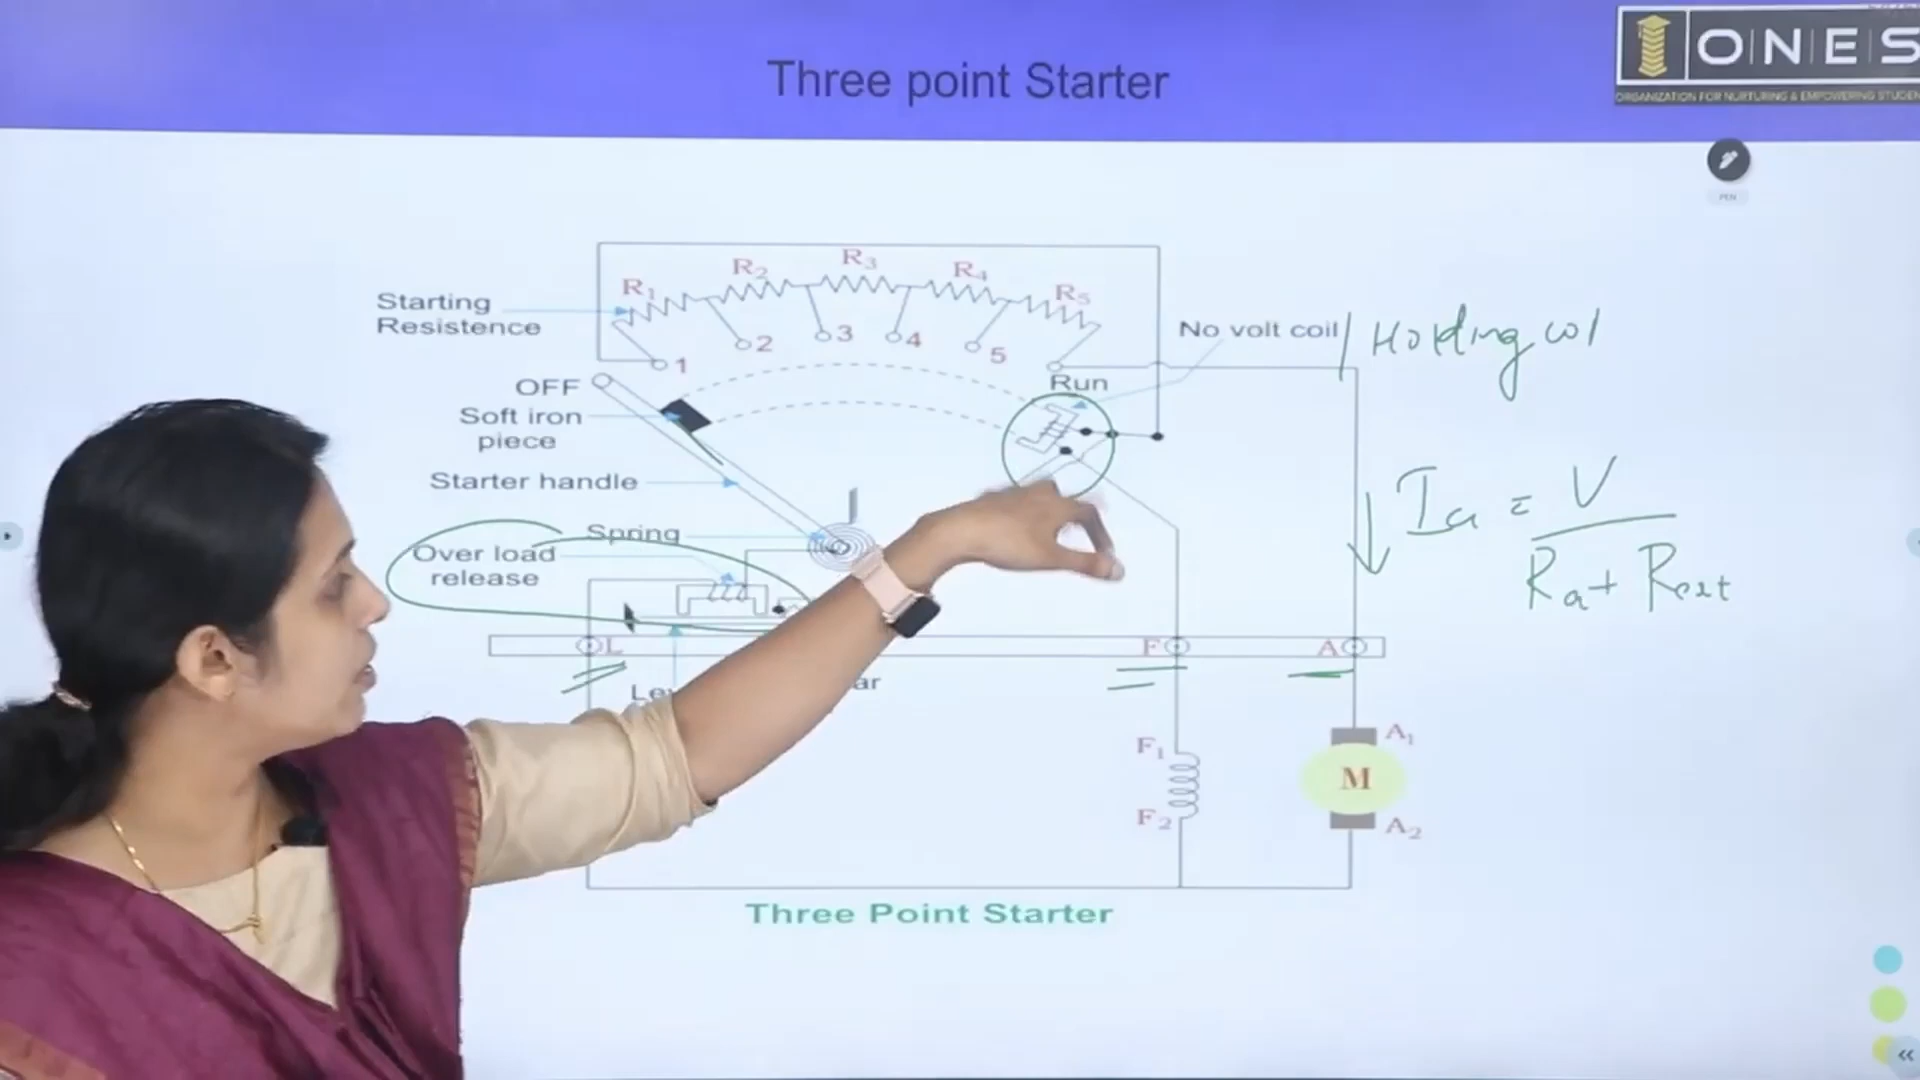 Three point Starter
ONES
ORGANIZATION FOR NURTURING & EMPOWERING STUDEN
PEN
R1
R2
R3
R4
R5
Starting
Resistence
1
2
3
4
5
No volt coil / Holding
OFF
Run
Soft iron
piece
Starter handle
Spring
Over load
release
Ia = V
Ra + Rext
L
F
A
F1
F2
A1
M
A2
Three Point Starter